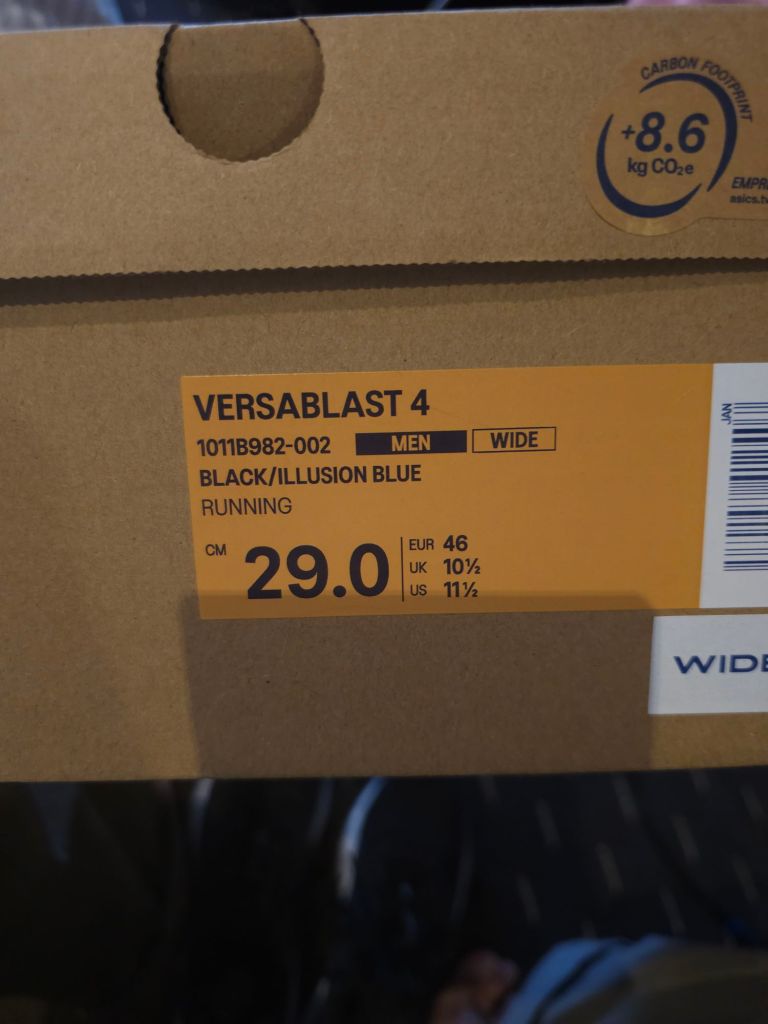 CARBON FOOTPRINT
+8.6
kg CO₂e
VERSABLAST 4
1011B982-002 MEN WIDE
BLACK/ILLUSION BLUE
RUNNING
CM 29.0
EUR 46
UK 10½
US 11½
JAN
WIDE